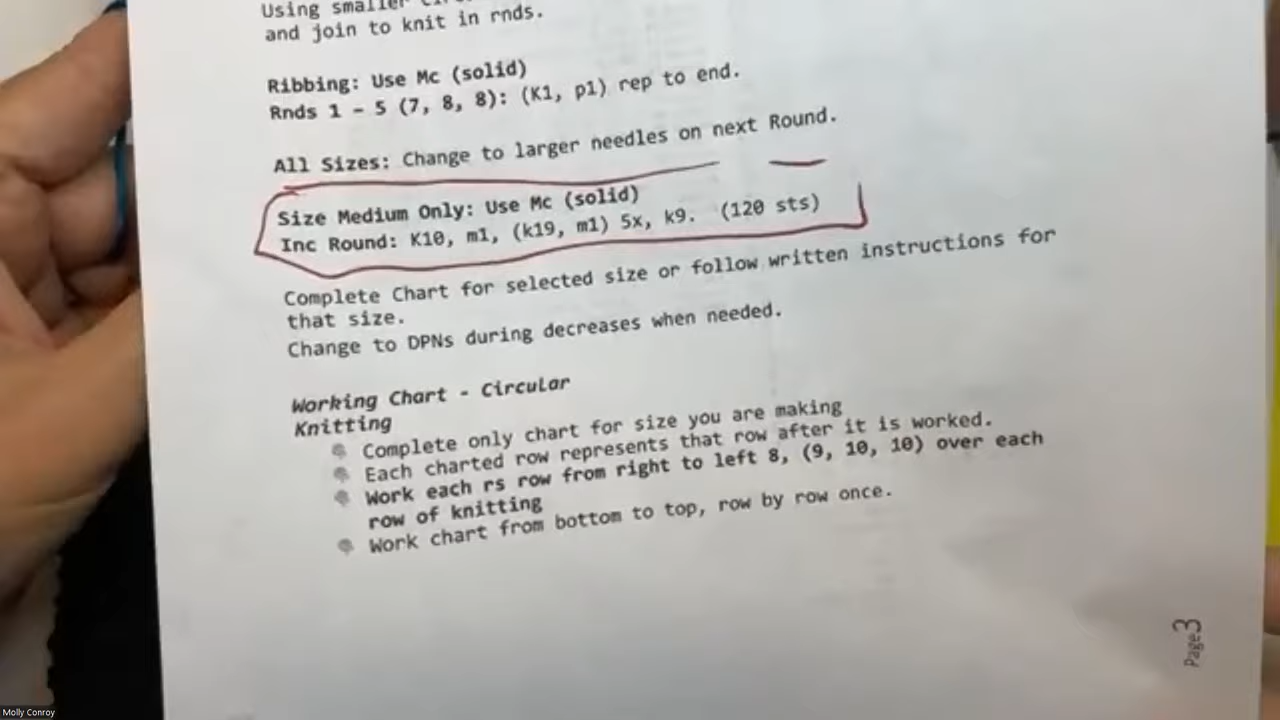 Using smaller
and join to knit in rnds.
Ribbing: Use Mc (solid)
Rnds 1 – 5 (7, 8, 8): (K1, p1) rep to end.
All Sizes: Change to larger needles on next Round.
Size Medium Only: Use Mc (solid)
Inc Round: K10, m1, (k19, m1) 5x, k9. (120 sts)
Complete Chart for selected size or follow written instructions for
that size.
Change to DPNs during decreases when needed.
Working Chart - Circular
Knitting
Complete only chart for size you are making
Each charted row represents that row after it is worked.
Work each rs row from right to left 8, (9, 10, 10) over each
row of knitting
Work chart from bottom to top, row by row once.
Page3
Molly Conroy